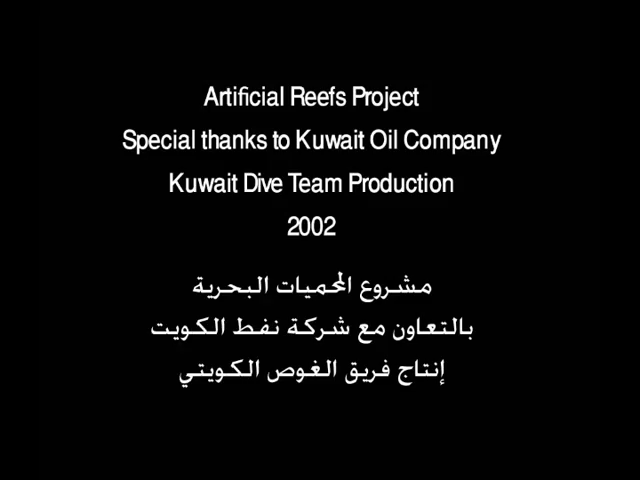 Artificial Reefs Project
Special thanks to Kuwait Oil Company
Kuwait Dive Team Production
2002
مشروع المحميات البحرية
بالتعاون مع شركة نفط الكويت
إنتاج فريق الغوص الكويتي